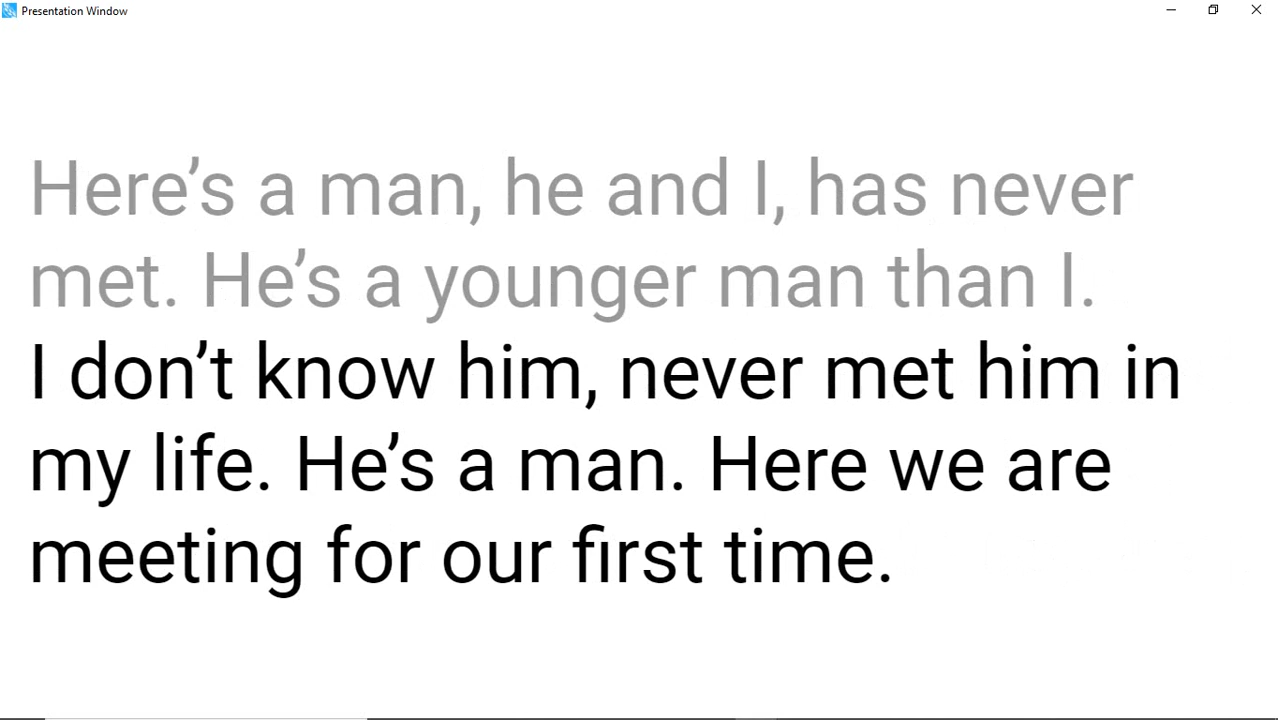 Presentation Window
Here’s a man, he and I, has never
met. He’s a younger man than I.
I don’t know him, never met him in
my life. He’s a man. Here we are
meeting for our first time.